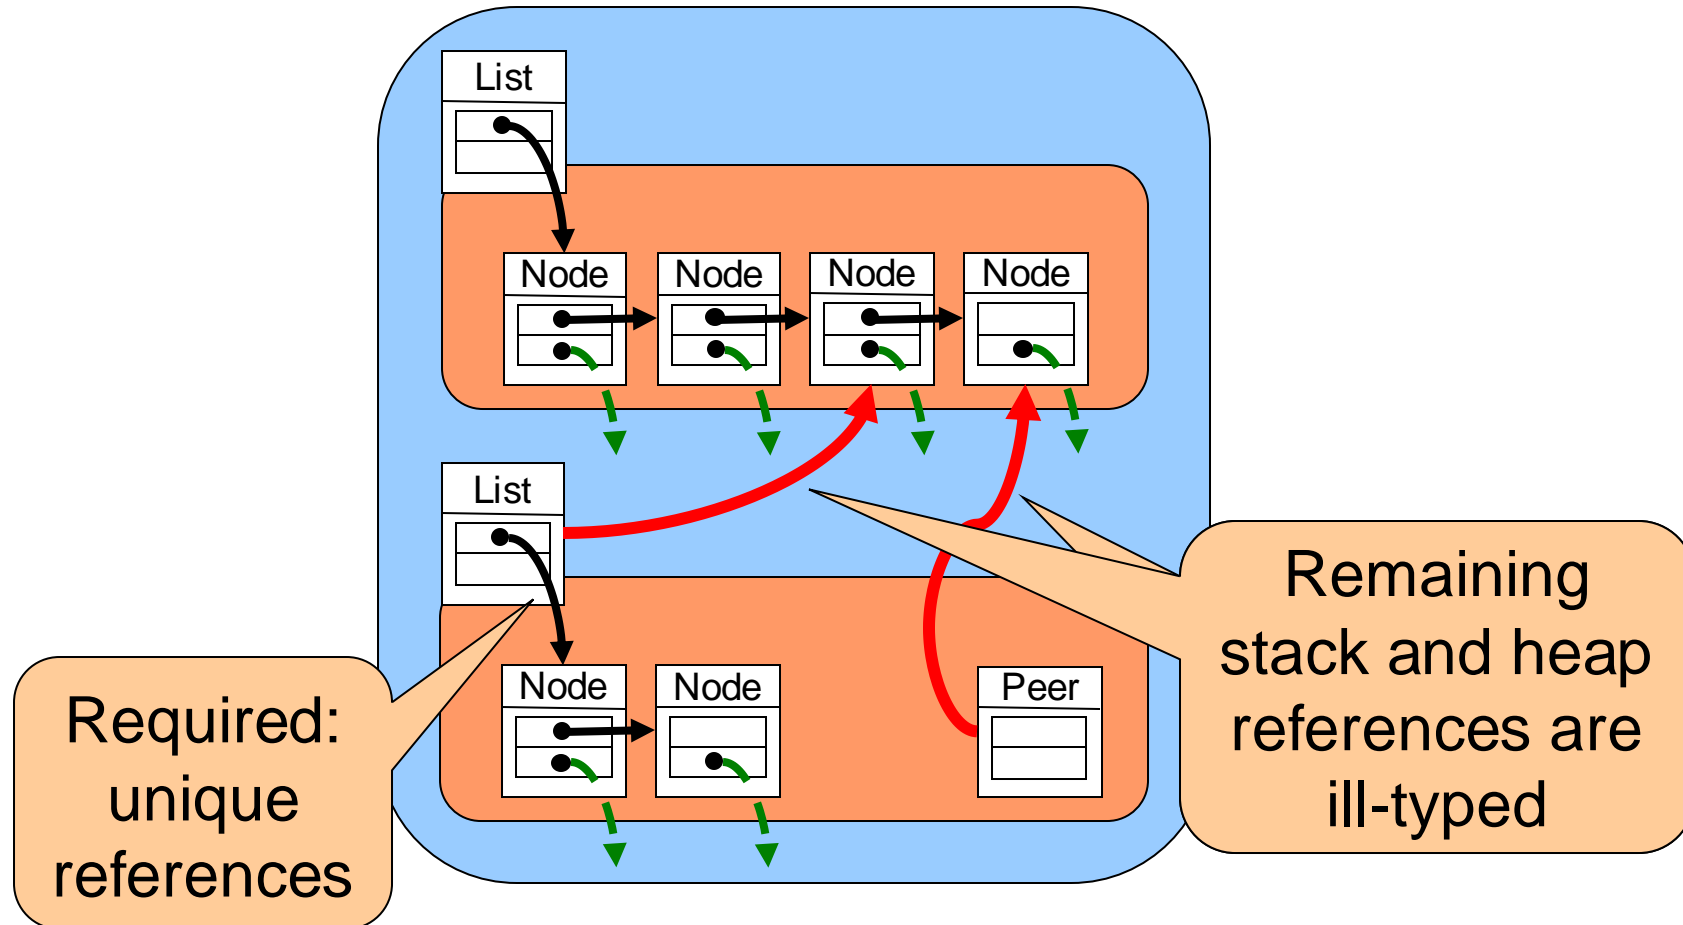 List
Node Node Node Node
List
Node Node Peer
Required:
unique
references
Remaining
stack and heap
references are
ill-typed